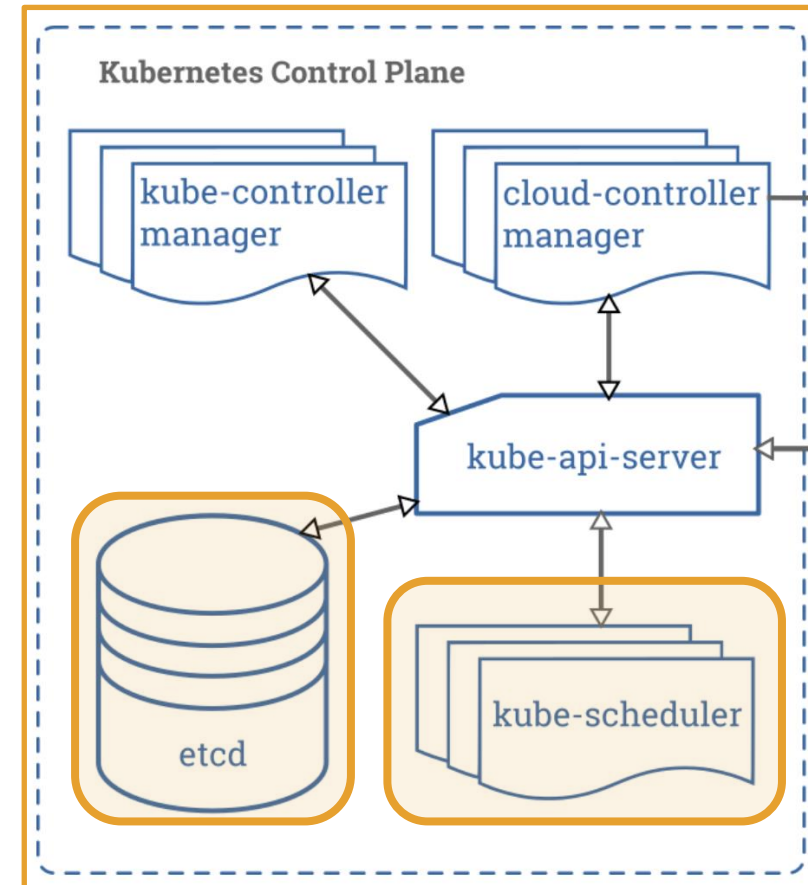 Kubernetes Control Plane
kube-controller
manager
cloud-controller
manager
kube-api-server
etcd
kube-scheduler